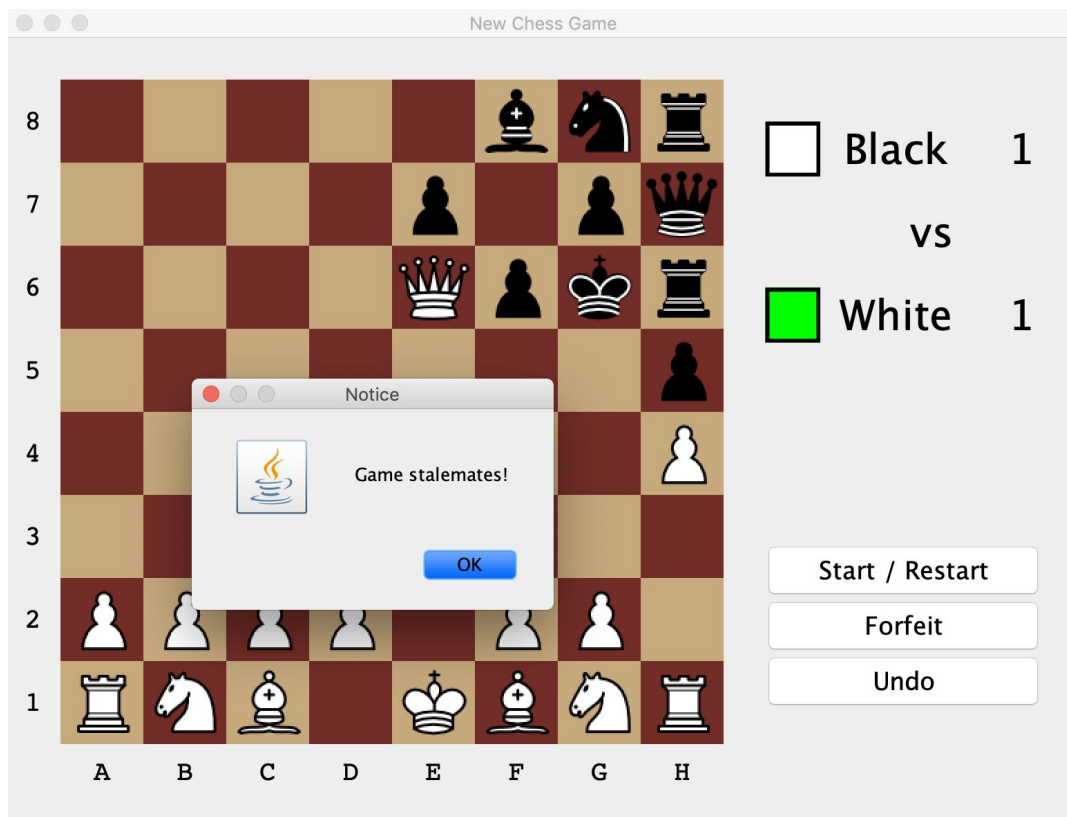 New Chess Game
8
Black 1
7
vs
6
White 1
5
Notice
4
Game stalemates!
3
OK
Start / Restart
2
Forfeit
Undo
1
A B C D E F G H